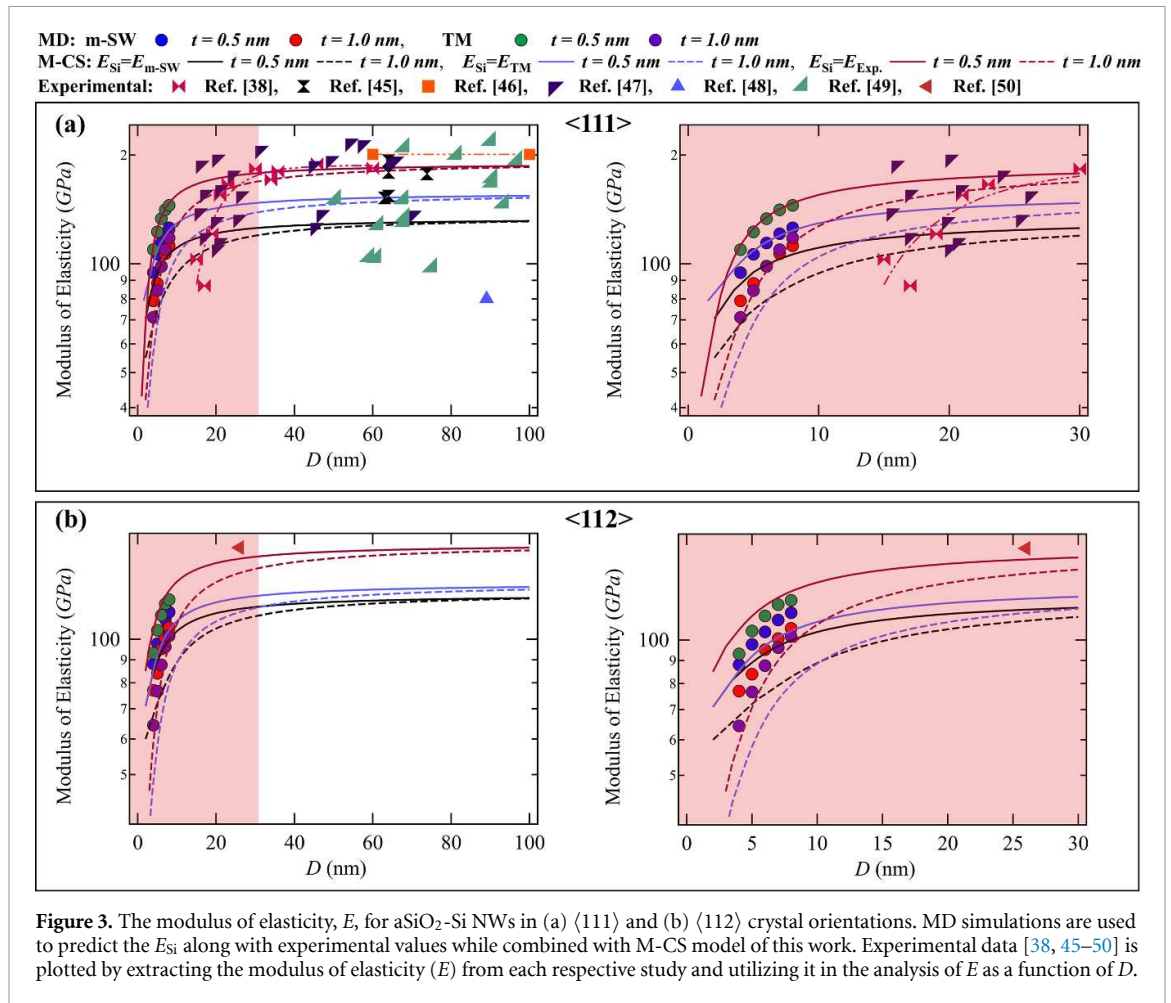 MD: m-SW t = 0.5 nm t = 1.0 nm, TM t = 0.5 nm t = 1.0 nm
M-CS: E_Si=E_m-SW t = 0.5 nm t = 1.0 nm, E_Si=E_TM t = 0.5 nm t = 1.0 nm, E_Si=E_Exp. t = 0.5 nm t = 1.0 nm
Experimental: Ref. [38], Ref. [45], Ref. [46], Ref. [47], Ref. [48], Ref. [49], Ref. [50]
(a) <111>
Modulus of Elasticity (GPa)
2
100
9
8
7
6
5
4
0 20 40 60 80 100
D (nm)
Modulus of Elasticity (GPa)
2
100
9
8
7
6
5
4
0 10 20 30
D (nm)
(b) <112>
Modulus of Elasticity (GPa)
100
9
8
7
6
5
0 20 40 60 80 100
D (nm)
Modulus of Elasticity (GPa)
100
9
8
7
6
5
0 5 10 15 20 25 30
D (nm)
Figure 3. The modulus of elasticity, E, for aSiO₂-Si NWs in (a) ⟨111⟩ and (b) ⟨112⟩ crystal orientations. MD simulations are used
to predict the E_Si along with experimental values while combined with M-CS model of this work. Experimental data [38, 45–50] is
plotted by extracting the modulus of elasticity (E) from each respective study and utilizing it in the analysis of E as a function of D.